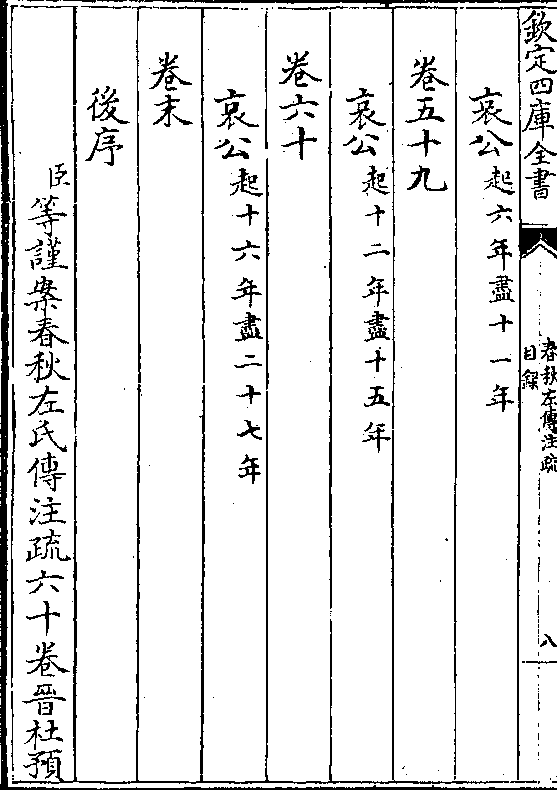 欽定四庫全書
春秋左傳注疏
目錄
八
哀公起六年盡十一年
卷五十九
哀公起十二年盡十五年
卷六十
哀公起十六年盡二十七年
卷末
後序
臣等謹案春秋左氏傳注疏六十卷晉杜預